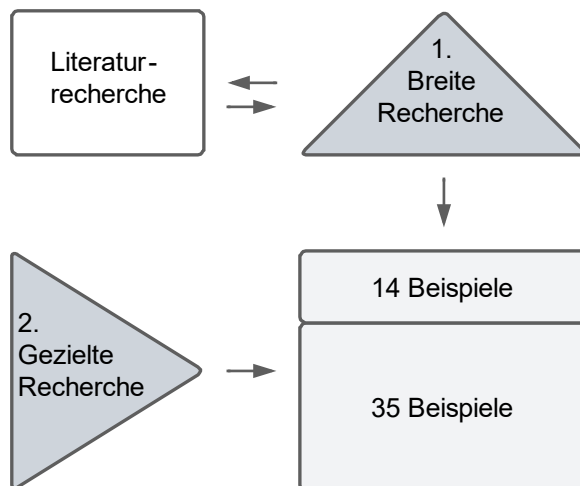 Literatur-
recherche
1.
Breite
Recherche
14 Beispiele
2.
Gezielte
Recherche
35 Beispiele